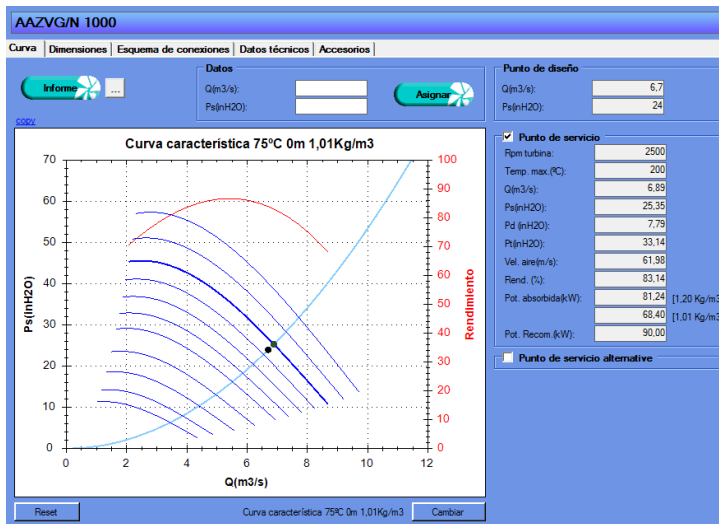 AAZVG/N 1000
Curva Dimensiones Esquema de conexiones Datos técnicos Accesorios
Informe ...
copy
Datos
Q(m3/s):
Ps(inH2O):
Asignar
Punto de diseño
Q(m3/s): 6,7
Ps(inH2O): 24
Punto de servicio
Rpm turbina: 2500
Temp. max.(ºC): 200
Q(m3/s): 6,89
Ps(inH2O): 25,35
Pd (inH2O): 7,79
Pt(inH2O): 33,14
Vel. aire(m/s): 61,98
Rend. (%): 83,14
Pot. absorbida(kW): 81,24 [1,20 Kg/m3
68,40 [1,01 Kg/m3
Pot. Recom.(kW): 90,00
Punto de servicio alternative
Curva característica 75ºC 0m 1,01Kg/m3
70
60
50
40
30
20
10
0
Ps(inH2O)
100
90
80
70
60
50
40
30
20
10
0
Rendimiento
0 2 4 6 8 10 12
Q(m3/s)
Reset
Curva característica 75ºC 0m 1,01Kg/m3
Cambiar